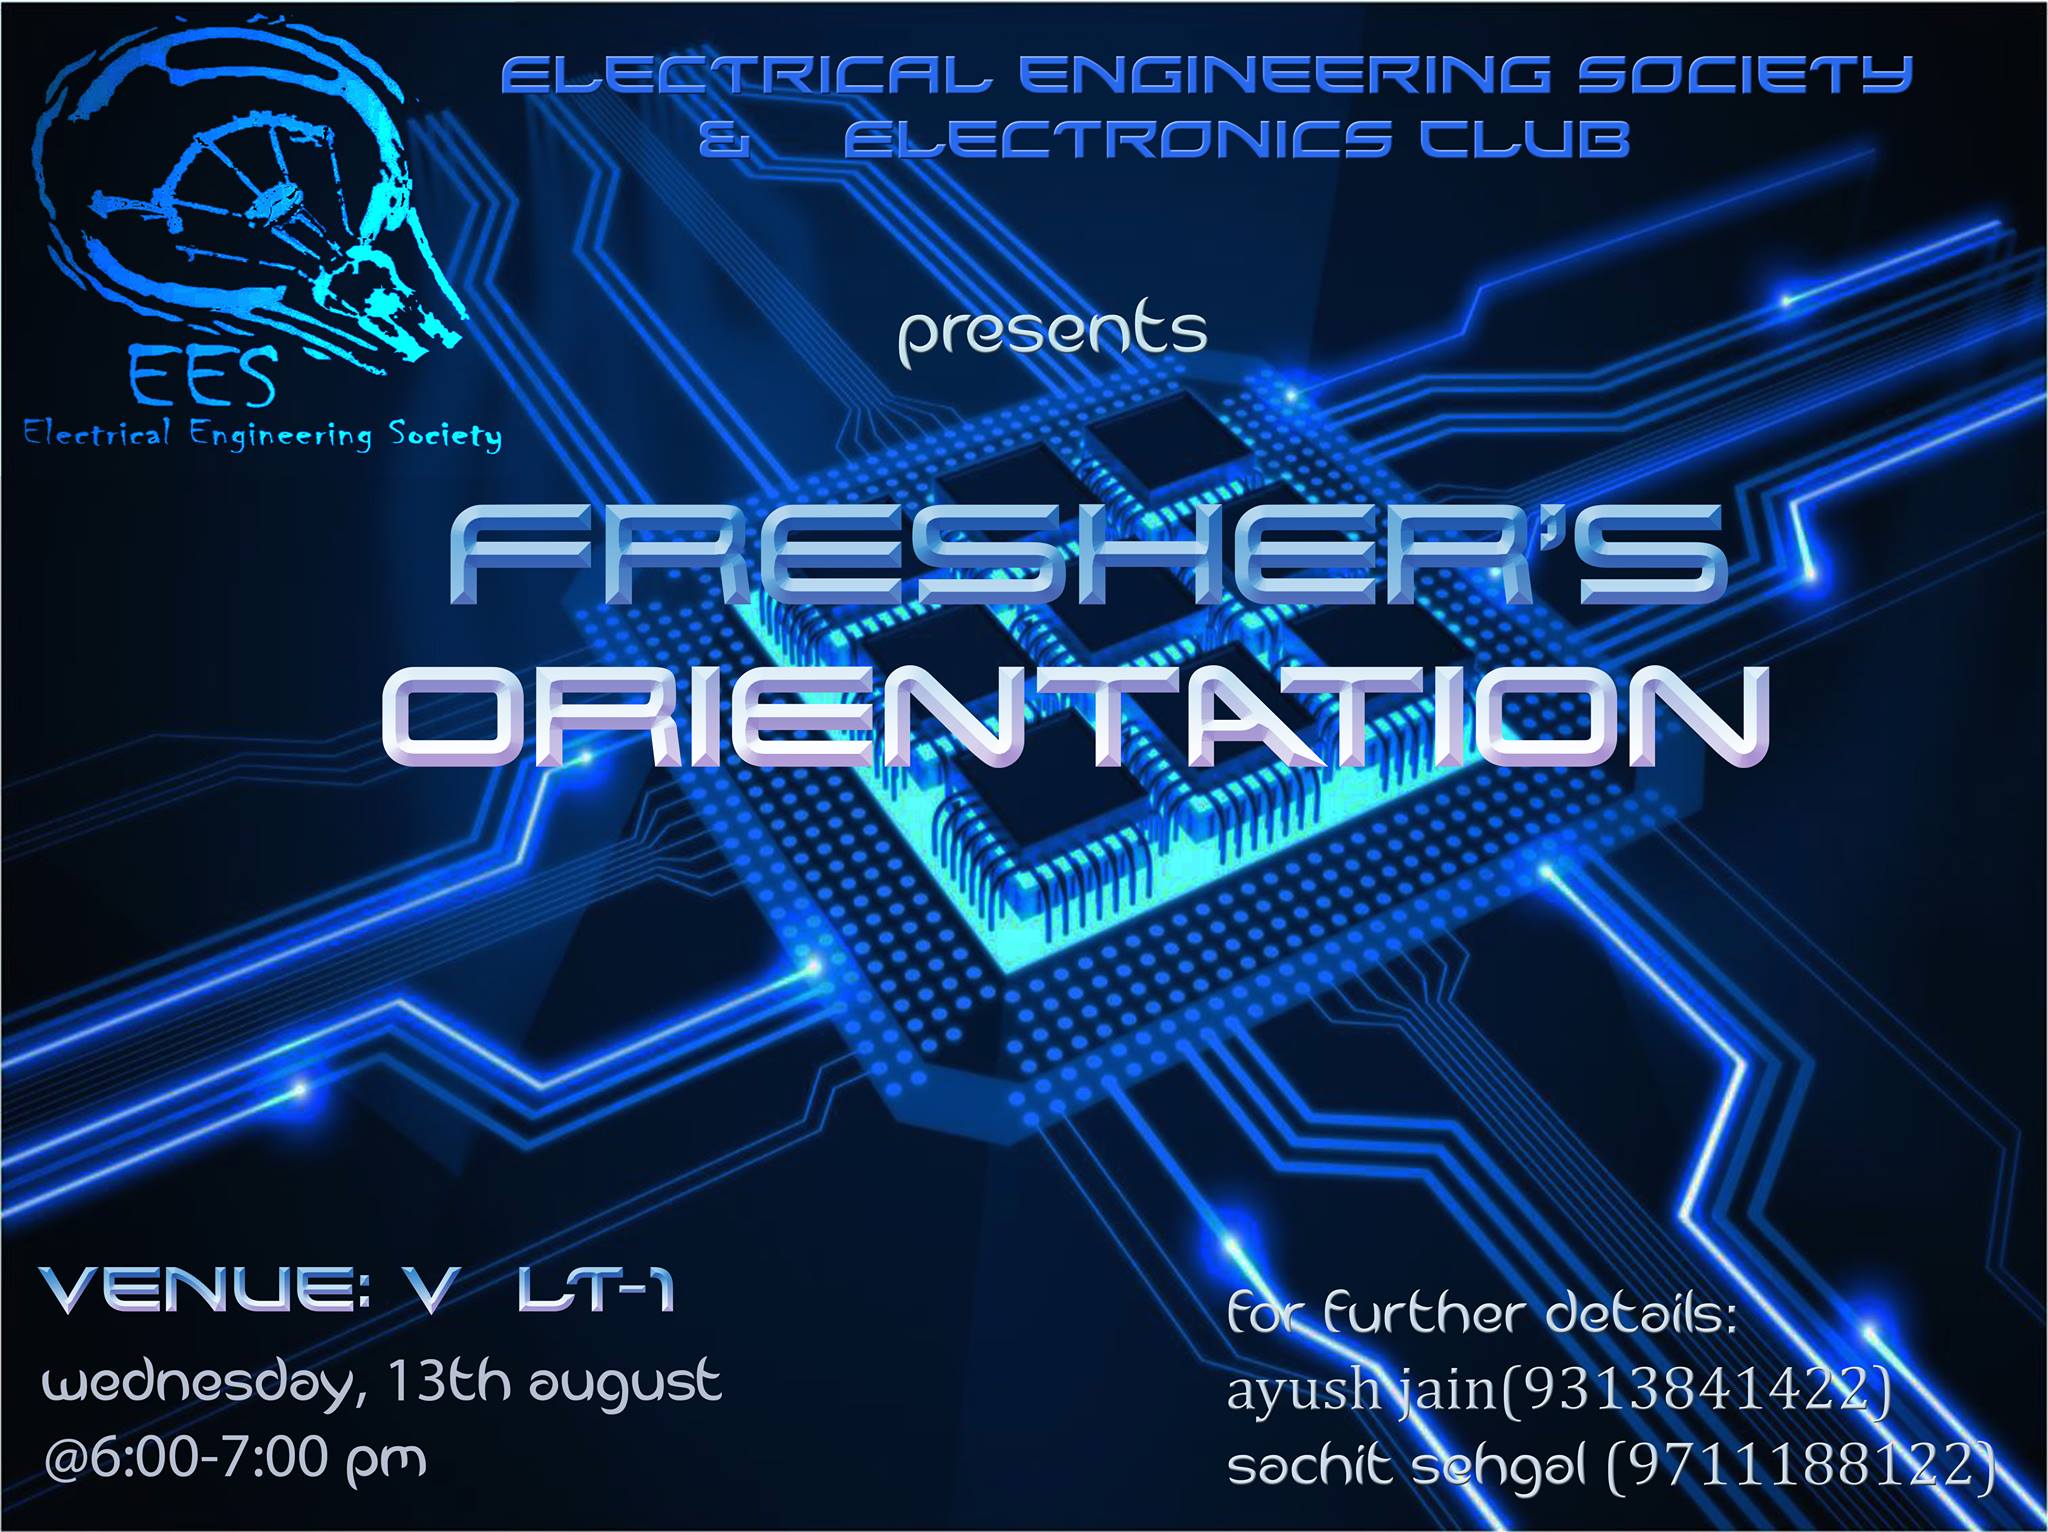 ELECTRICAL ENGINEERING SOCIETY
& ELECTRONICS CLUB
EES
Electrical Engineering Society
presents
FRESHER'S
ORIENTATION
VENUE: V LT-1
wednesday, 13th august
@6:00-7:00 pm
for further details:
ayush jain(9313841422)
sachit sehgal (9711188122)